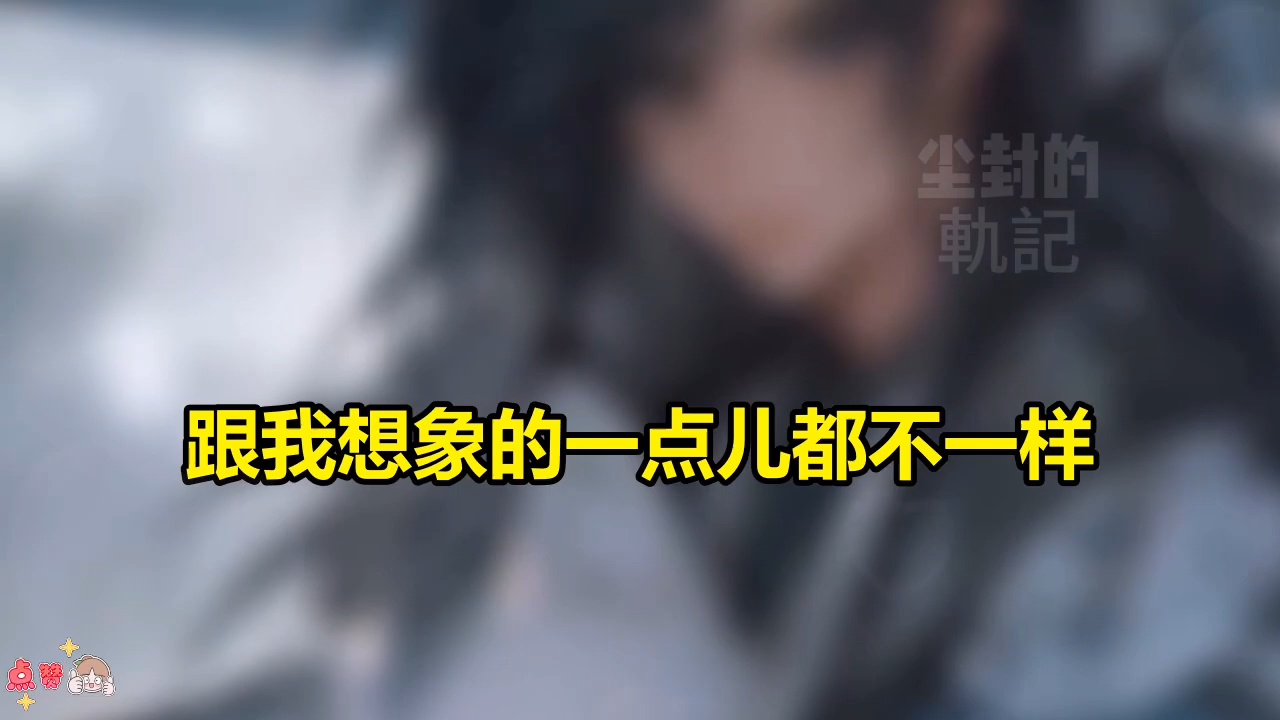 尘封的
軌記
跟我想象的一点儿都不一样
点赞